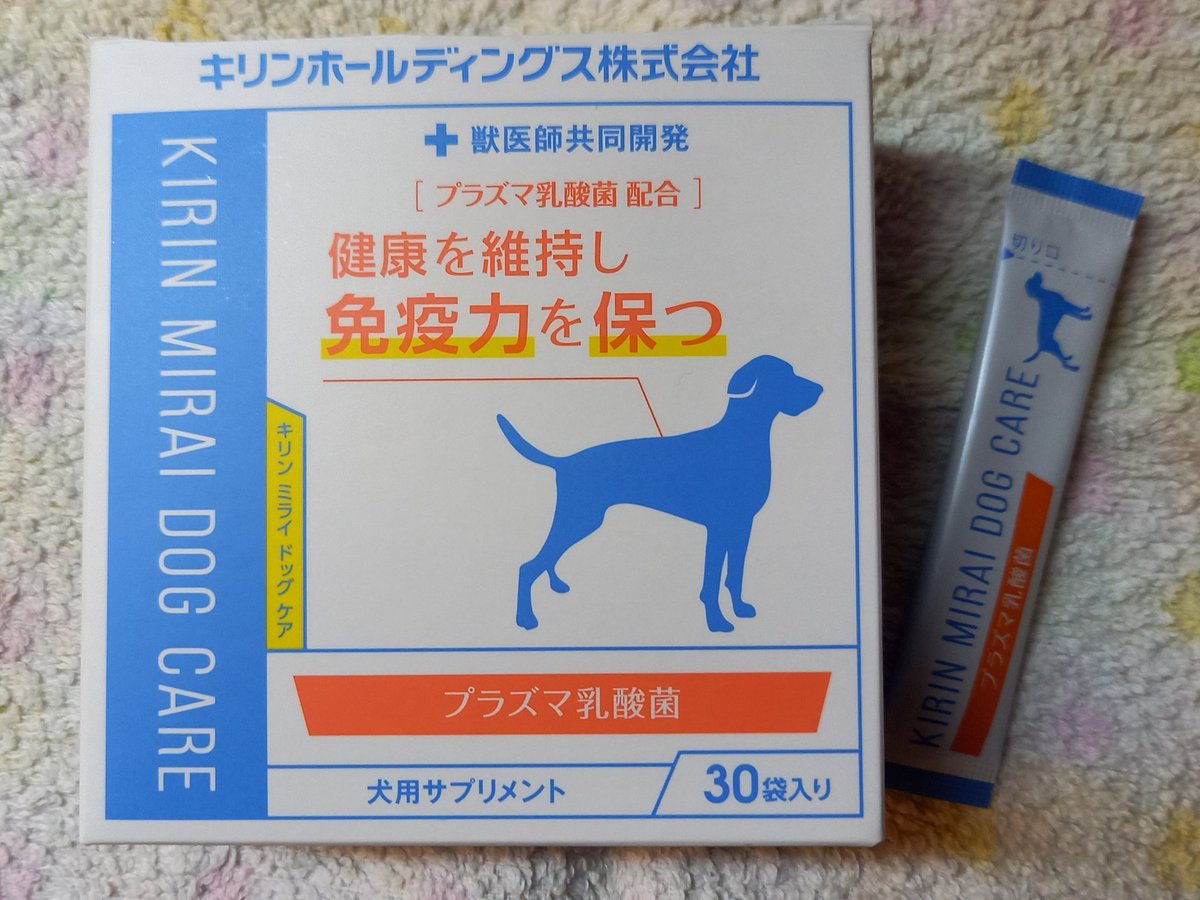 キリンホールディングス株式会社
KIRIN MIRAI DOG CARE
獣医師共同開発
[プラズマ乳酸菌 配合]
健康を維持し
免疫力を保つ
キリン ミライ ドッグ ケア
プラズマ乳酸菌
犬用サプリメント
30袋入り
切り口
KIRIN MIRAI DOG CARE
プラズマ乳酸菌